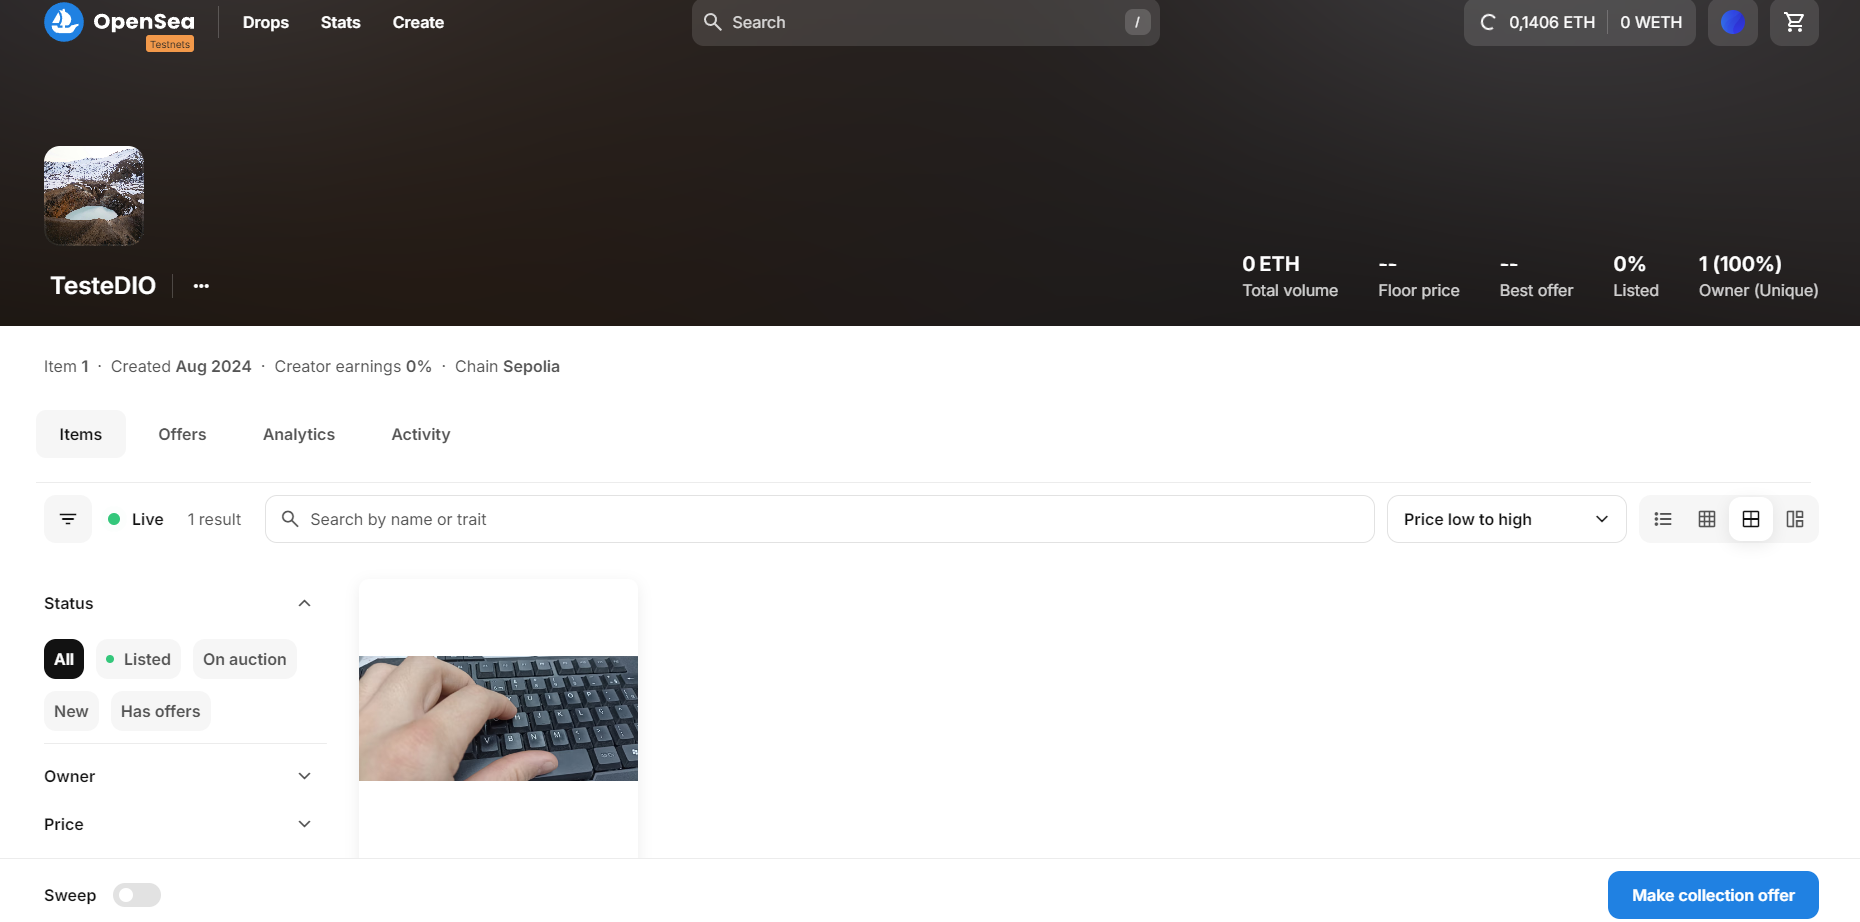 OpenSea
Testnets
Drops
Stats
Create
Search
/
0,1406 ETH
0 WETH
TesteDIO
0 ETH
Total volume
--
Floor price
--
Best offer
0%
Listed
1 (100%)
Owner (Unique)
Item 1 · Created Aug 2024 · Creator earnings 0% · Chain Sepolia
Items
Offers
Analytics
Activity
Live
1 result
Search by name or trait
Price low to high
Status
All
Listed
On auction
New
Has offers
Owner
Price
Sweep
Make collection offer